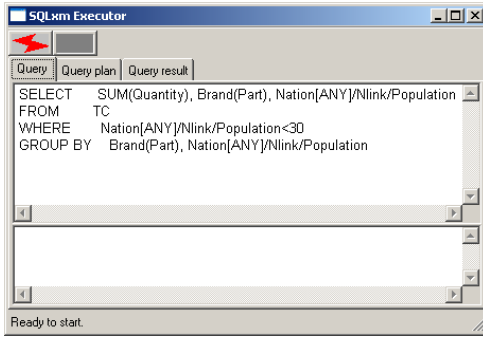 SQLxm Executor
Query Query plan Query result
SELECT SUM(Quantity), Brand(Part), Nation[ANY]/Nlink/Population
FROM TC
WHERE Nation[ANY]/Nlink/Population<30
GROUP BY Brand(Part), Nation[ANY]/Nlink/Population
Ready to start.